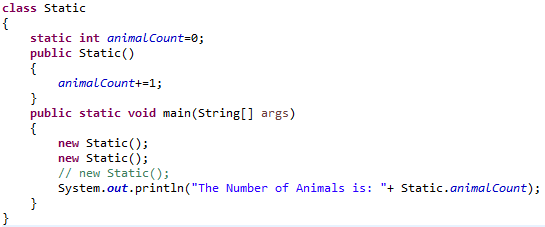 class Static
{
static int animalCount=0;
public Static()
{
animalCount+=1;
}
public static void main(String[] args)
{
new Static();
new Static();
// new Static();
System.out.println("The Number of Animals is: "+ Static.animalCount);
}
}